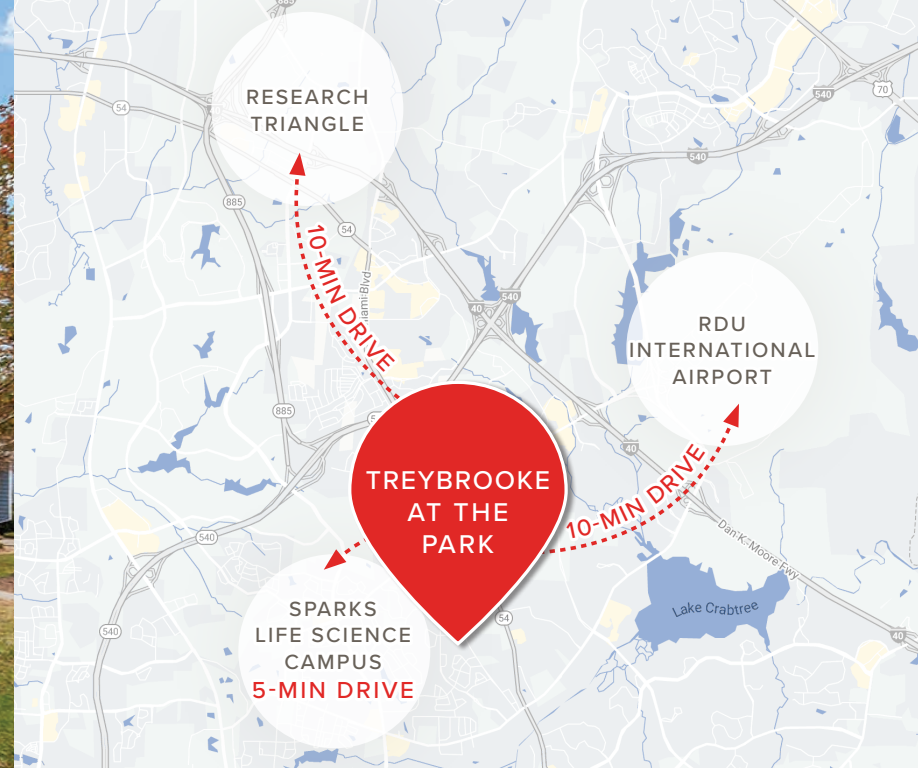 885
54
RESEARCH
TRIANGLE
540
70
540
885
54
10-MIN DRIVE
40
540
RDU
INTERNATIONAL
AIRPORT
885
40
TREYBROOKE
AT THE
PARK
10-MIN DRIVE
540
Dan K. Moore Fwy
SPARKS
LIFE SCIENCE
CAMPUS
5-MIN DRIVE
54
Lake Crabtree
540
40